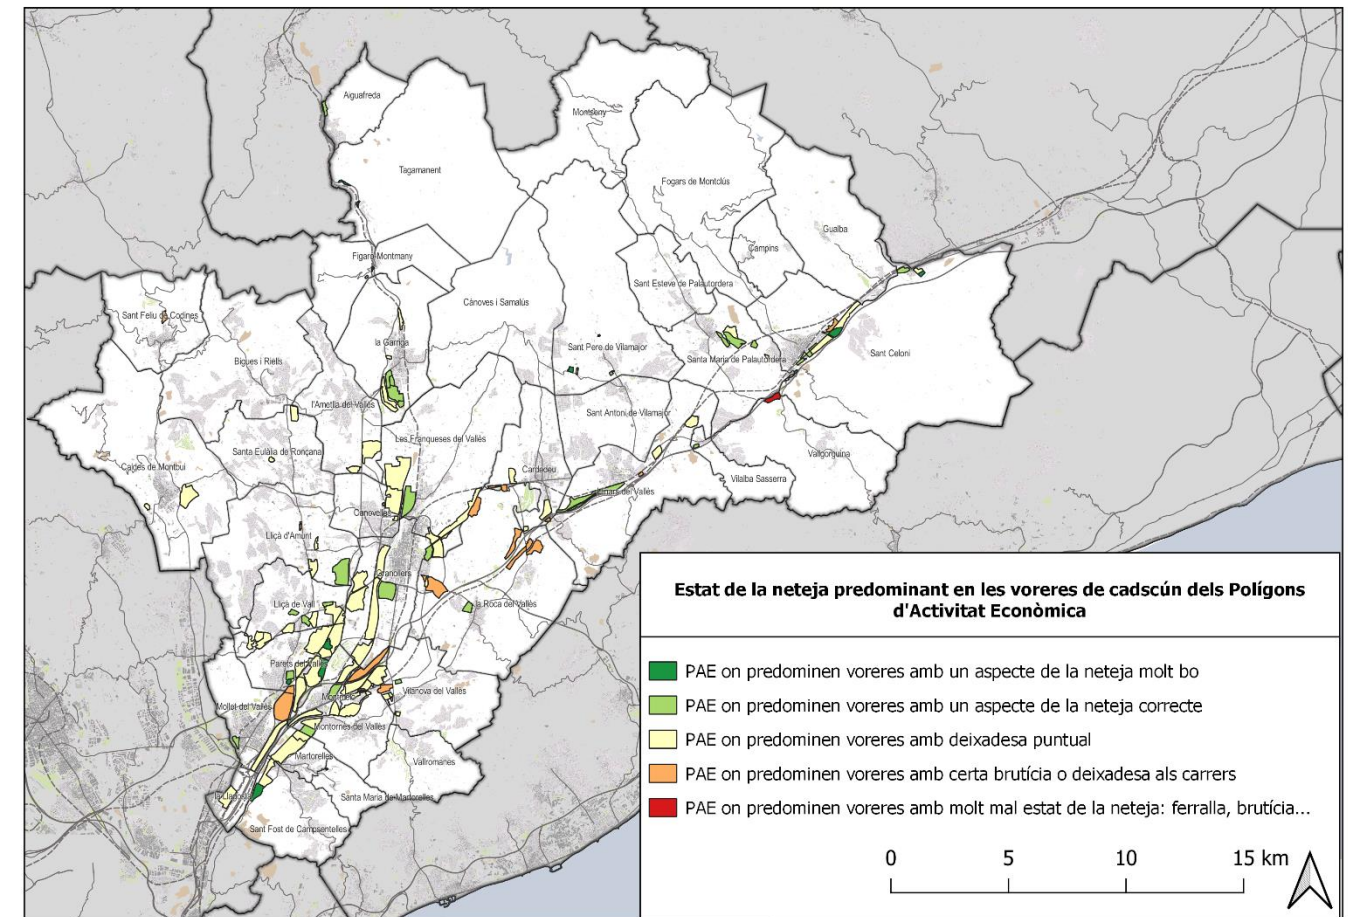 Aiguafreda
Montseny
Tagamanent
Fogars de Montclús
Gualba
Campins
Figaró-Montmany
Sant Esteve de Palautordera
Cànoves i Samalús
Sant Feliu de Codines
la Garriga
Sant Pere de Vilamajor
Santa Maria de Palautordera
Sant Celoni
Bigues i Riells
l'Ametlla del Vallès
Sant Antoni de Vilamajor
Les Franqueses del Vallès
Santa Eulàlia de Ronçana
Vallgorguina
Caldes de Montbui
Cardedeu
Vilalba Sasserra
Canovelles
Lliçà d'Amunt
Granollers
Lliçà de Vall
la Roca del Vallès
Parets del Vallès
Vilanova del Vallès
Mollet del Vallès
Montornès del Vallès
Martorelles
Vallromanes
Santa Maria de Martorelles
Sant Fost de Campsentelles
Estat de la neteja predominant en les voreres de cadscún dels Polígons
d'Activitat Econòmica
PAE on predominen voreres amb un aspecte de la neteja molt bo
PAE on predominen voreres amb un aspecte de la neteja correcte
PAE on predominen voreres amb deixadesa puntual
PAE on predominen voreres amb certa brutícia o deixadesa als carrers
PAE on predominen voreres amb molt mal estat de la neteja: ferralla, brutícia...
0 5 10 15 km